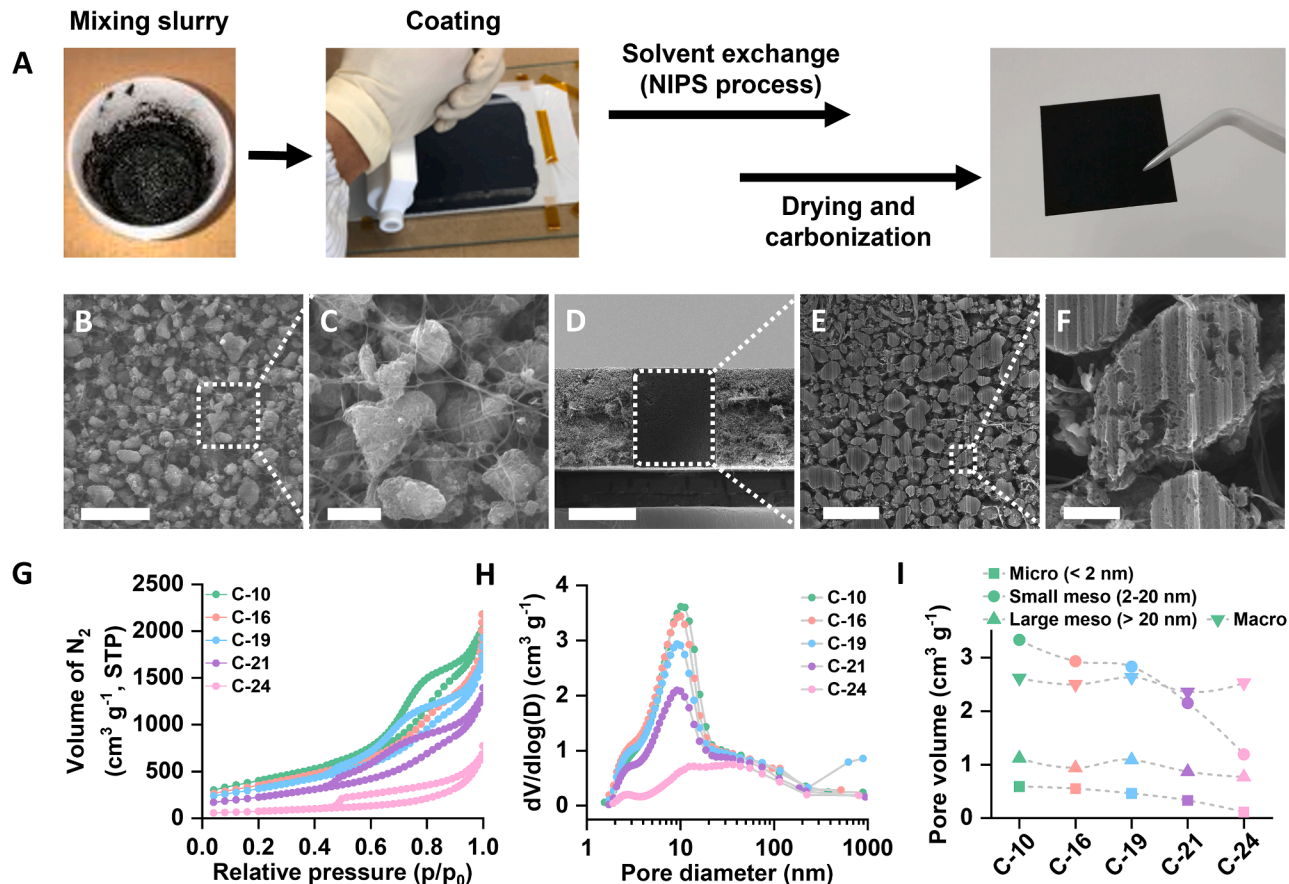 Mixing slurry
Coating
A
Solvent exchange
(NIPS process)
Drying and
carbonization
B
C
D
E
F
G
Volume of N₂
(cm³ g⁻¹, STP)
2500
2000
1500
1000
500
0
C-10
C-16
C-19
C-21
C-24
0.0
0.2
0.4
0.6
0.8
1.0
Relative pressure (p/p₀)
H
dV/dlog(D) (cm³ g⁻¹)
4
3
2
1
0
C-10
C-16
C-19
C-21
C-24
1
10
100
1000
Pore diameter (nm)
I
Micro (< 2 nm)
Small meso (2-20 nm)
Large meso (> 20 nm)
Macro
Pore volume (cm³ g⁻¹)
3
2
1
0
C-10
C-16
C-19
C-21
C-24